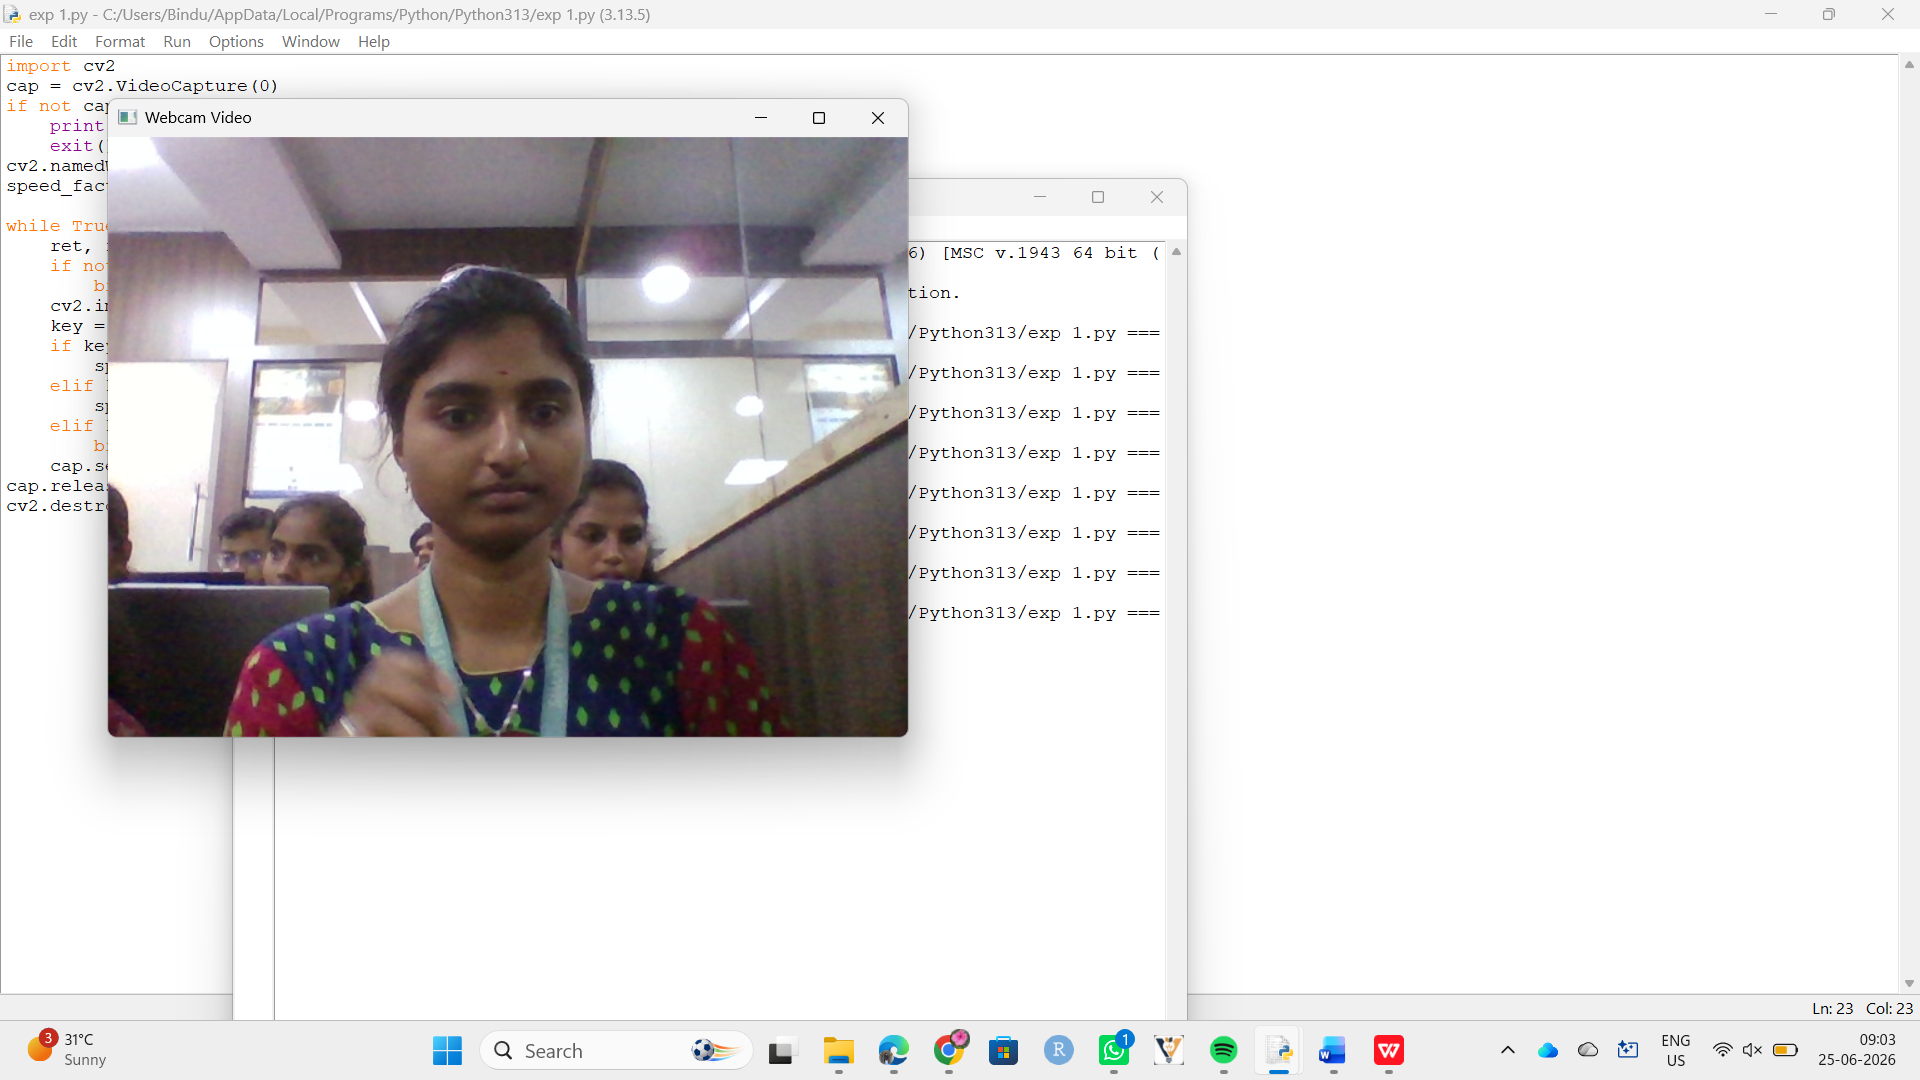 exp 1.py - C:/Users/Bindu/AppData/Local/Programs/Python/Python313/exp 1.py (3.13.5)
File Edit Format Run Options Window Help
import cv2
cap = cv2.VideoCapture(0)
if not cap
print
exit(
cv2.named
speed_fac
while True
ret,
if no
b
cv2.i
key =
if ke
s
elif
s
elif
b
cap.s
cap.relea
cv2.destr
Webcam Video
6) [MSC v.1943 64 bit (
tion.
/Python313/exp 1.py ===
/Python313/exp 1.py ===
/Python313/exp 1.py ===
/Python313/exp 1.py ===
/Python313/exp 1.py ===
/Python313/exp 1.py ===
/Python313/exp 1.py ===
/Python313/exp 1.py ===
Ln: 23 Col: 23
3
31°C
Sunny
Search
1
ENG
US
09:03
25-06-2026